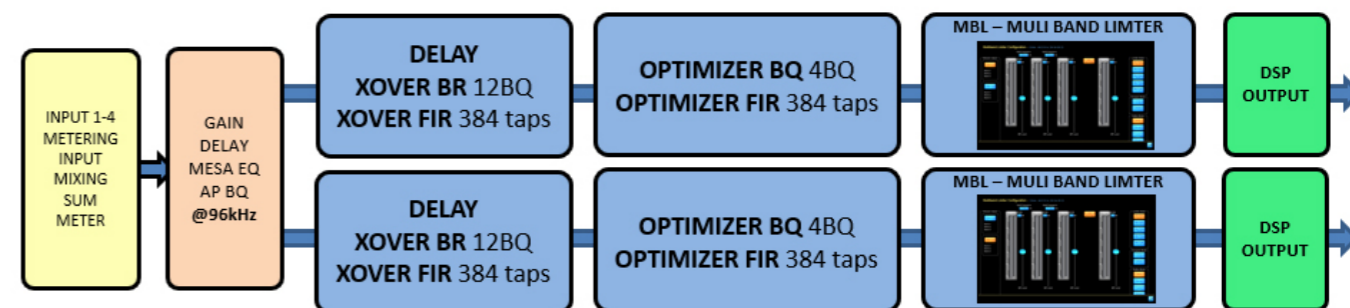 INPUT 1-4
METERING
INPUT
MIXING
SUM
METER
GAIN
DELAY
MESA EQ
AP BQ
@96kHz
DELAY
XOVER BR 12BQ
XOVER FIR 384 taps
OPTIMIZER BQ 4BQ
OPTIMIZER FIR 384 taps
MBL – MULI BAND LIMTER
DSP
OUTPUT
DELAY
XOVER BR 12BQ
XOVER FIR 384 taps
OPTIMIZER BQ 4BQ
OPTIMIZER FIR 384 taps
MBL – MULI BAND LIMTER
DSP
OUTPUT